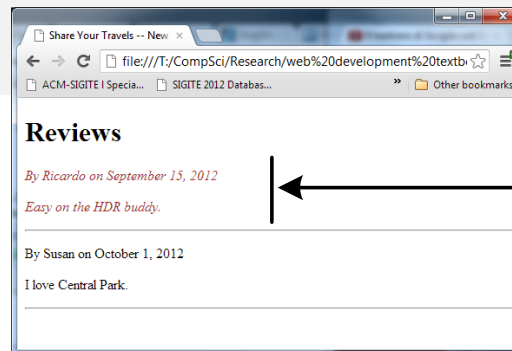 Share Your Travels -- New
file:///T:/CompSci/Research/web%20development%20textb
ACM-SIGITE I Specia... SIGITE 2012 Databas... » Other bookmarks
Reviews
By Ricardo on September 15, 2012
Easy on the HDR buddy.
By Susan on October 1, 2012
I love Central Park.